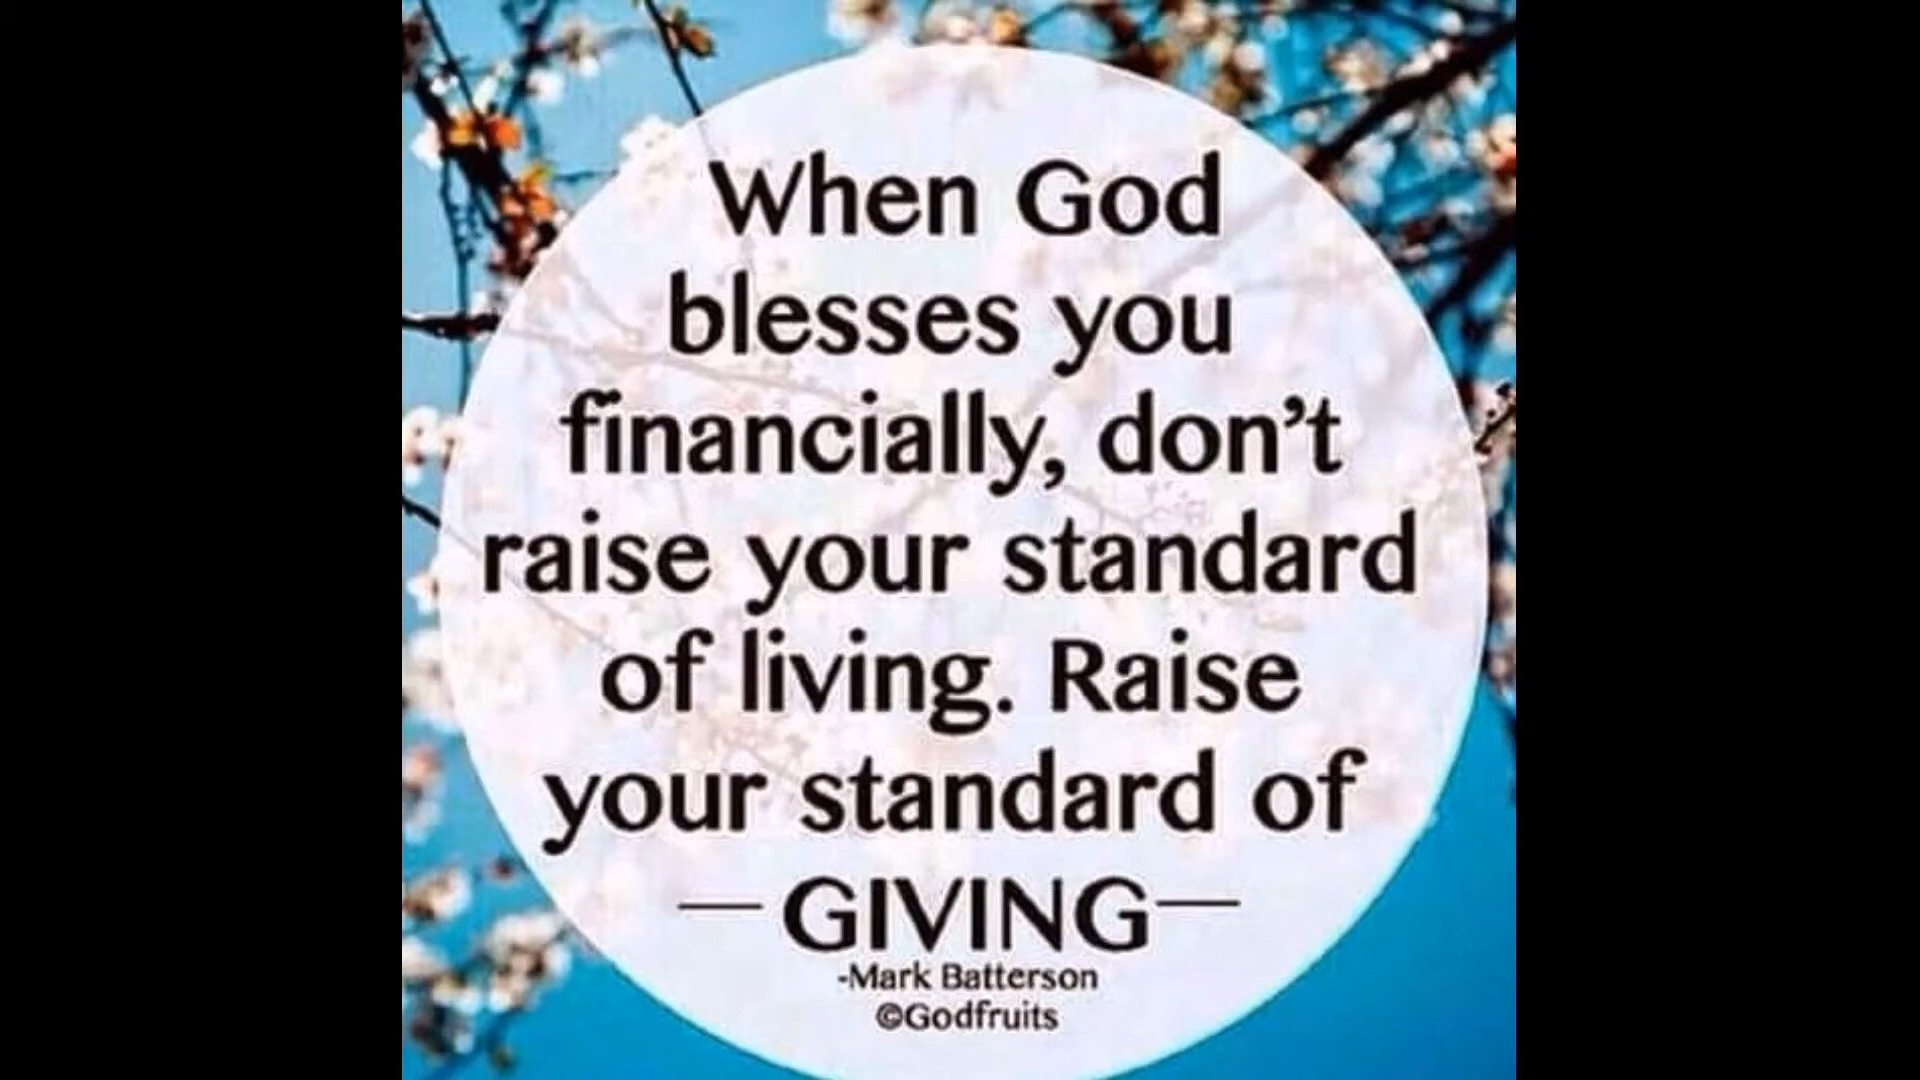 When God
blesses you
financially, don’t
raise your standard
of living. Raise
your standard of
—GIVING—
-Mark Batterson
©Godfruits